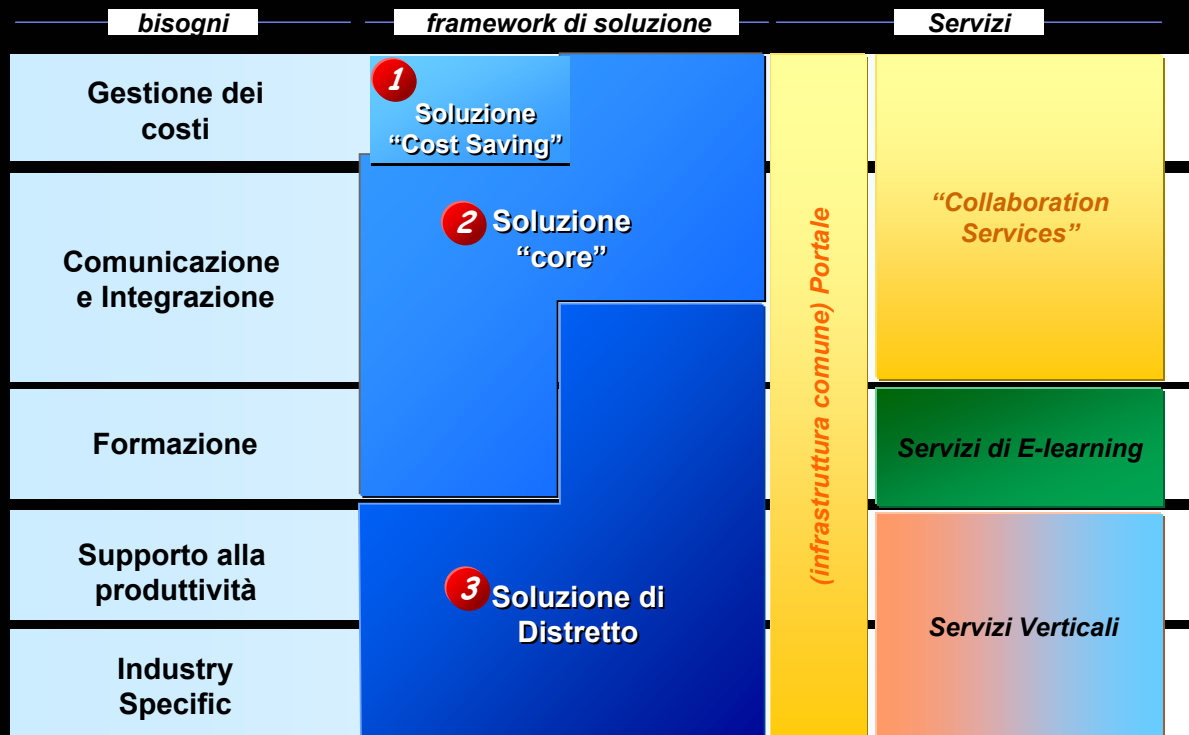 bisogni
framework di soluzione
Servizi
Gestione dei
costi
Comunicazione
e Integrazione
Formazione
Supporto alla
produttività
Industry
Specific
1
Soluzione
“Cost Saving”
2 Soluzione
“core”
3 Soluzione di
Distretto
(infrastruttura comune) Portale
“Collaboration
Services”
Servizi di E-learning
Servizi Verticali